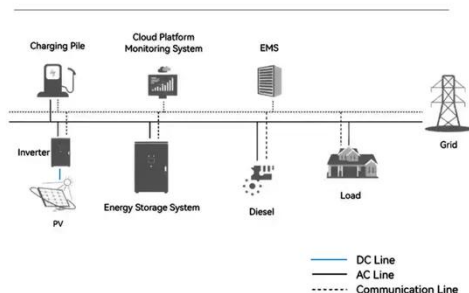 Charging Pile
Cloud Platform
Monitoring System
EMS
Inverter
Grid
PV
Energy Storage System
Diesel
Load
DC Line
AC Line
Communication Line